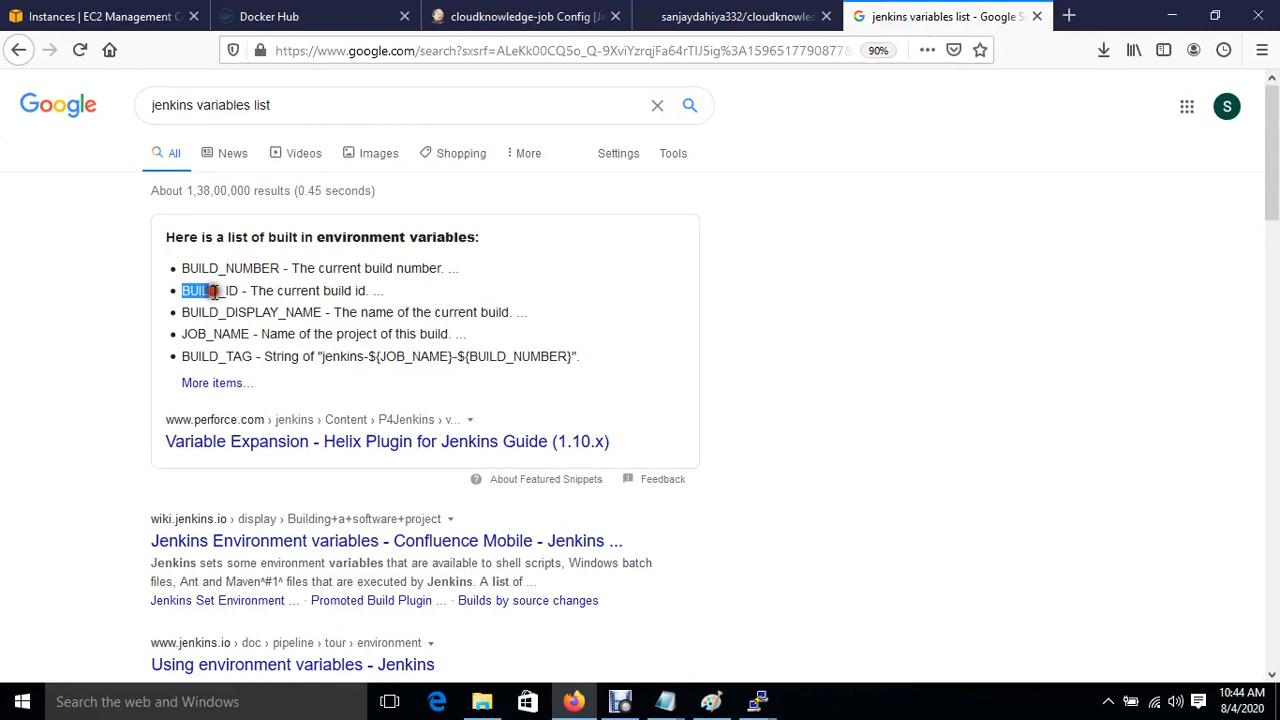 Instances | EC2 Management C
Docker Hub
cloudknowledge-job Config [J
sanjaydahiya332/cloudknowle
jenkins variables list - Google S
https://www.google.com/search?sxsrf=ALeKk00CQ5o_Q-9XviYzrqjFa64rTIJ5ig%3A15965177908778
90%
Google
jenkins variables list
S
All
News
Videos
Images
Shopping
More
Settings
Tools
About 1,38,00,000 results (0.45 seconds)
Here is a list of built in environment variables:
BUILD_NUMBER - The current build number. ...
BUILD_ID - The current build id. ...
BUILD_DISPLAY_NAME - The name of the current build. ...
JOB_NAME - Name of the project of this build. ...
BUILD_TAG - String of "jenkins-${JOB_NAME}-${BUILD_NUMBER}".
More items...
www.perforce.com › jenkins › Content › P4Jenkins › v...
Variable Expansion - Helix Plugin for Jenkins Guide (1.10.x)
About Featured Snippets
Feedback
wiki.jenkins.io › display › Building+a+software+project
Jenkins Environment variables - Confluence Mobile - Jenkins ...
Jenkins sets some environment variables that are available to shell scripts, Windows batch
files, Ant and Maven^#1^ files that are executed by Jenkins. A list of ...
Jenkins Set Environment ... · Promoted Build Plugin ... · Builds by source changes
www.jenkins.io › doc › pipeline › tour › environment
Using environment variables - Jenkins
Search the web and Windows
10:44 AM
8/4/2020